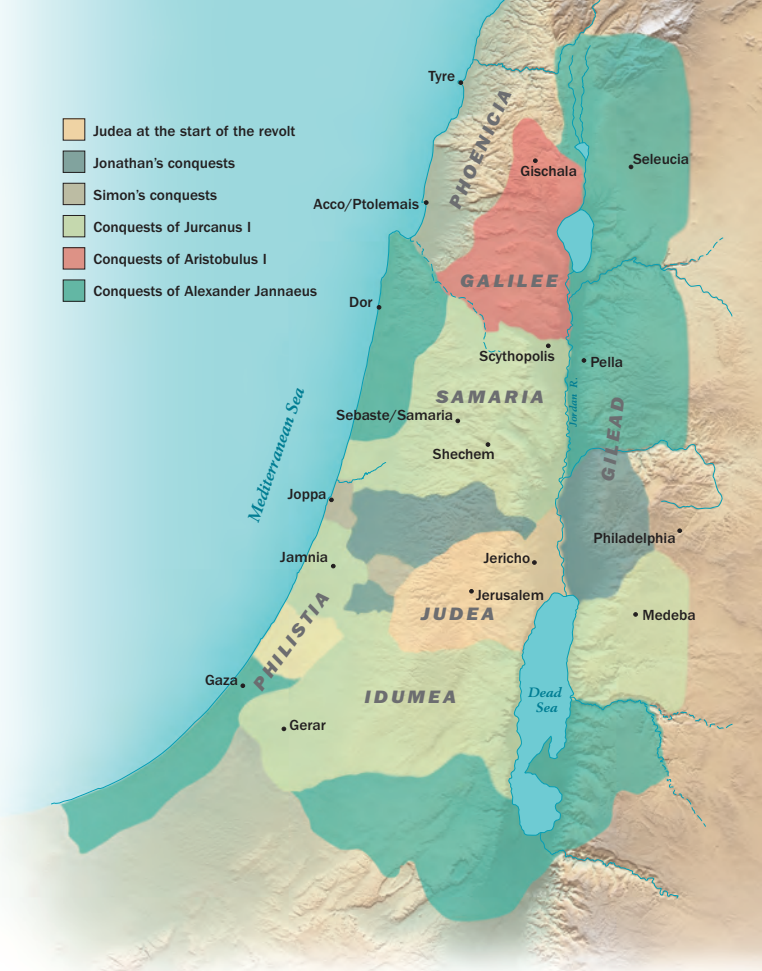 Tyre
PHOENICIA
Judea at the start of the revolt
Jonathan's conquests
Simon's conquests
Conquests of Jurcanus I
Conquests of Aristobulus I
Conquests of Alexander Jannaeus
Gischala
Seleucia
Acco/Ptolemais
GALILEE
Dor
Scythopolis
Pella
Jordan R.
SAMARIA
GILEAD
Mediterranean Sea
Sebaste/Samaria
Shechem
Joppa
Philadelphia
Jamnia
Jericho
Jerusalem
JUDEA
Medeba
PHILISTIA
Gaza
IDUMEA
Dead
Sea
Gerar